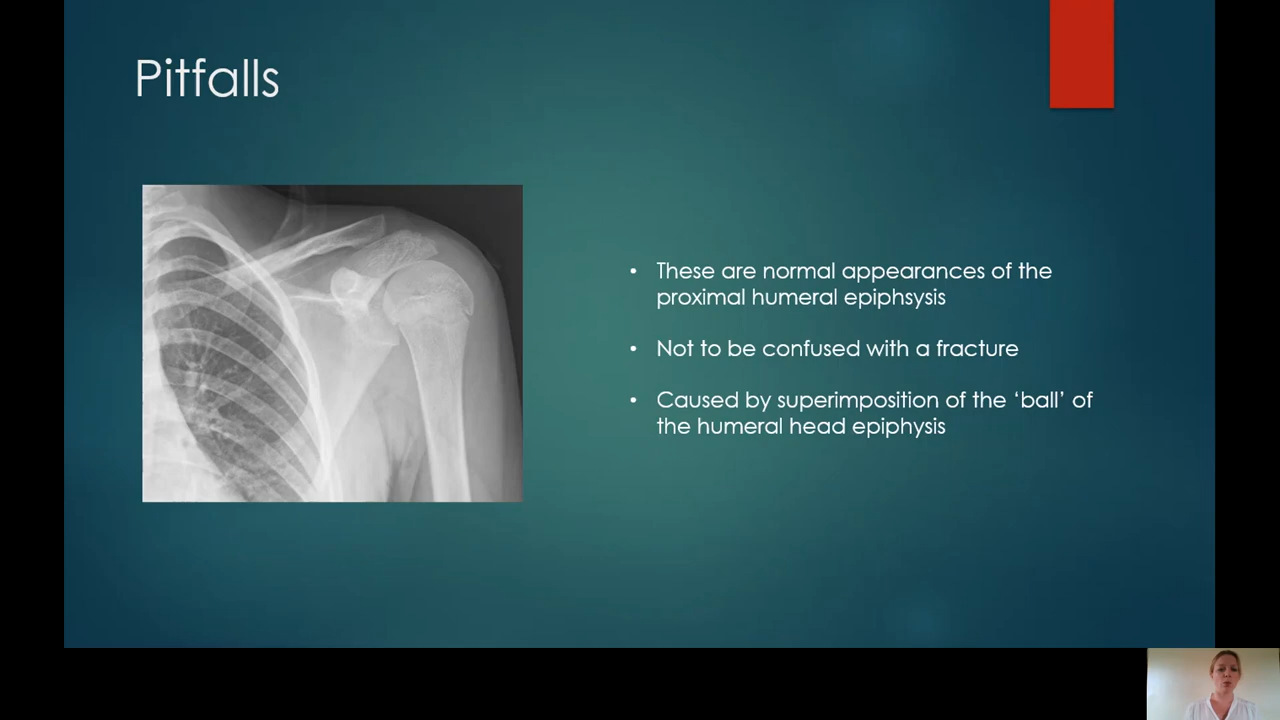 Pitfalls
• These are normal appearances of the
proximal humeral epiphsysis
• Not to be confused with a fracture
• Caused by superimposition of the ‘ball’ of
the humeral head epiphysis